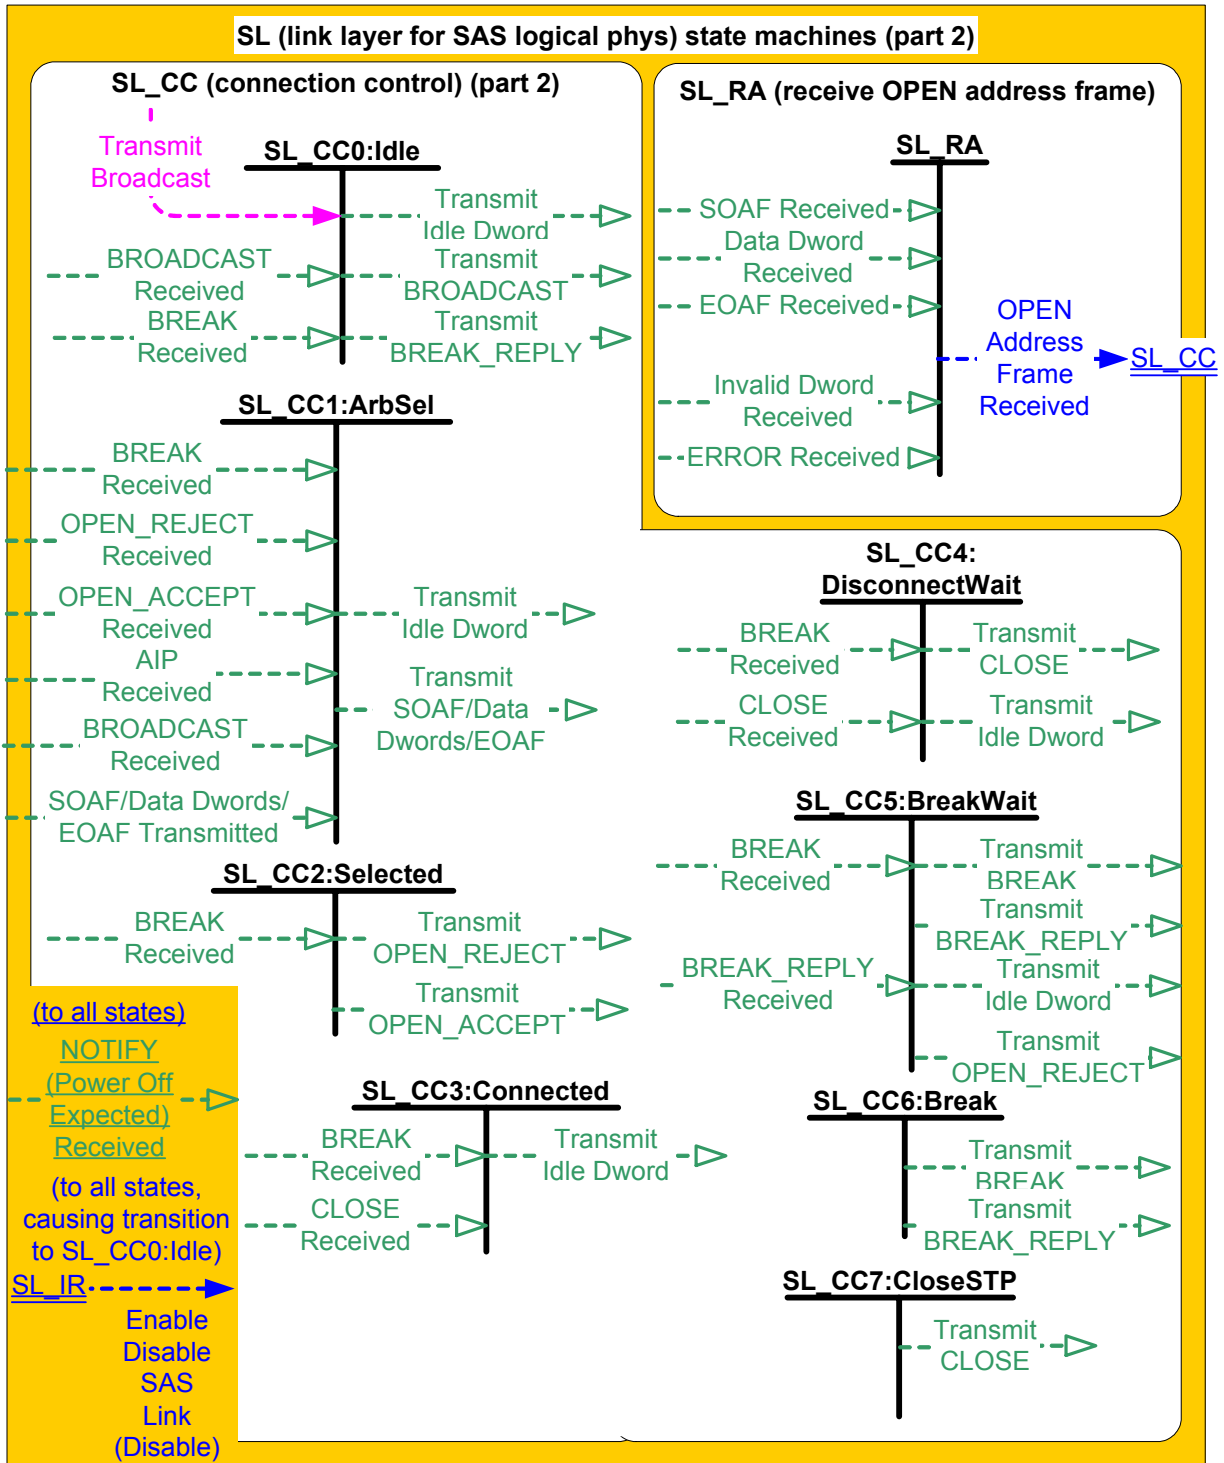 SL (link layer for SAS logical phys) state machines (part 2)
SL_CC (connection control) (part 2)
Transmit
Broadcast
SL_CC0:Idle
Transmit
Idle Dword
BROADCAST
Received
Transmit
BROADCAST
BREAK
Received
Transmit
BREAK_REPLY
SL_CC1:ArbSel
BREAK
Received
OPEN_REJECT
Received
OPEN_ACCEPT
Received
Transmit
Idle Dword
AIP
Received
Transmit
SOAF/Data
Dwords/EOAF
BROADCAST
Received
SOAF/Data Dwords/
EOAF Transmitted
SL_CC2:Selected
BREAK
Received
Transmit
OPEN_REJECT
Transmit
OPEN_ACCEPT
(to all states)
NOTIFY
(Power Off
Expected)
Received
(to all states,
causing transition
to SL_CC0:Idle)
SL_IR
Enable
Disable
SAS
Link
(Disable)
SL_CC3:Connected
BREAK
Received
Transmit
Idle Dword
CLOSE
Received
SL_RA (receive OPEN address frame)
SL_RA
SOAF Received
Data Dword
Received
EOAF Received
OPEN
Address
Frame
Received
SL_CC
Invalid Dword
Received
ERROR Received
SL_CC4:
DisconnectWait
BREAK
Received
Transmit
CLOSE
CLOSE
Received
Transmit
Idle Dword
SL_CC5:BreakWait
BREAK
Received
Transmit
BREAK
Transmit
BREAK_REPLY
BREAK_REPLY
Received
Transmit
Idle Dword
Transmit
OPEN_REJECT
SL_CC6:Break
Transmit
BREAK
Transmit
BREAK_REPLY
SL_CC7:CloseSTP
Transmit
CLOSE